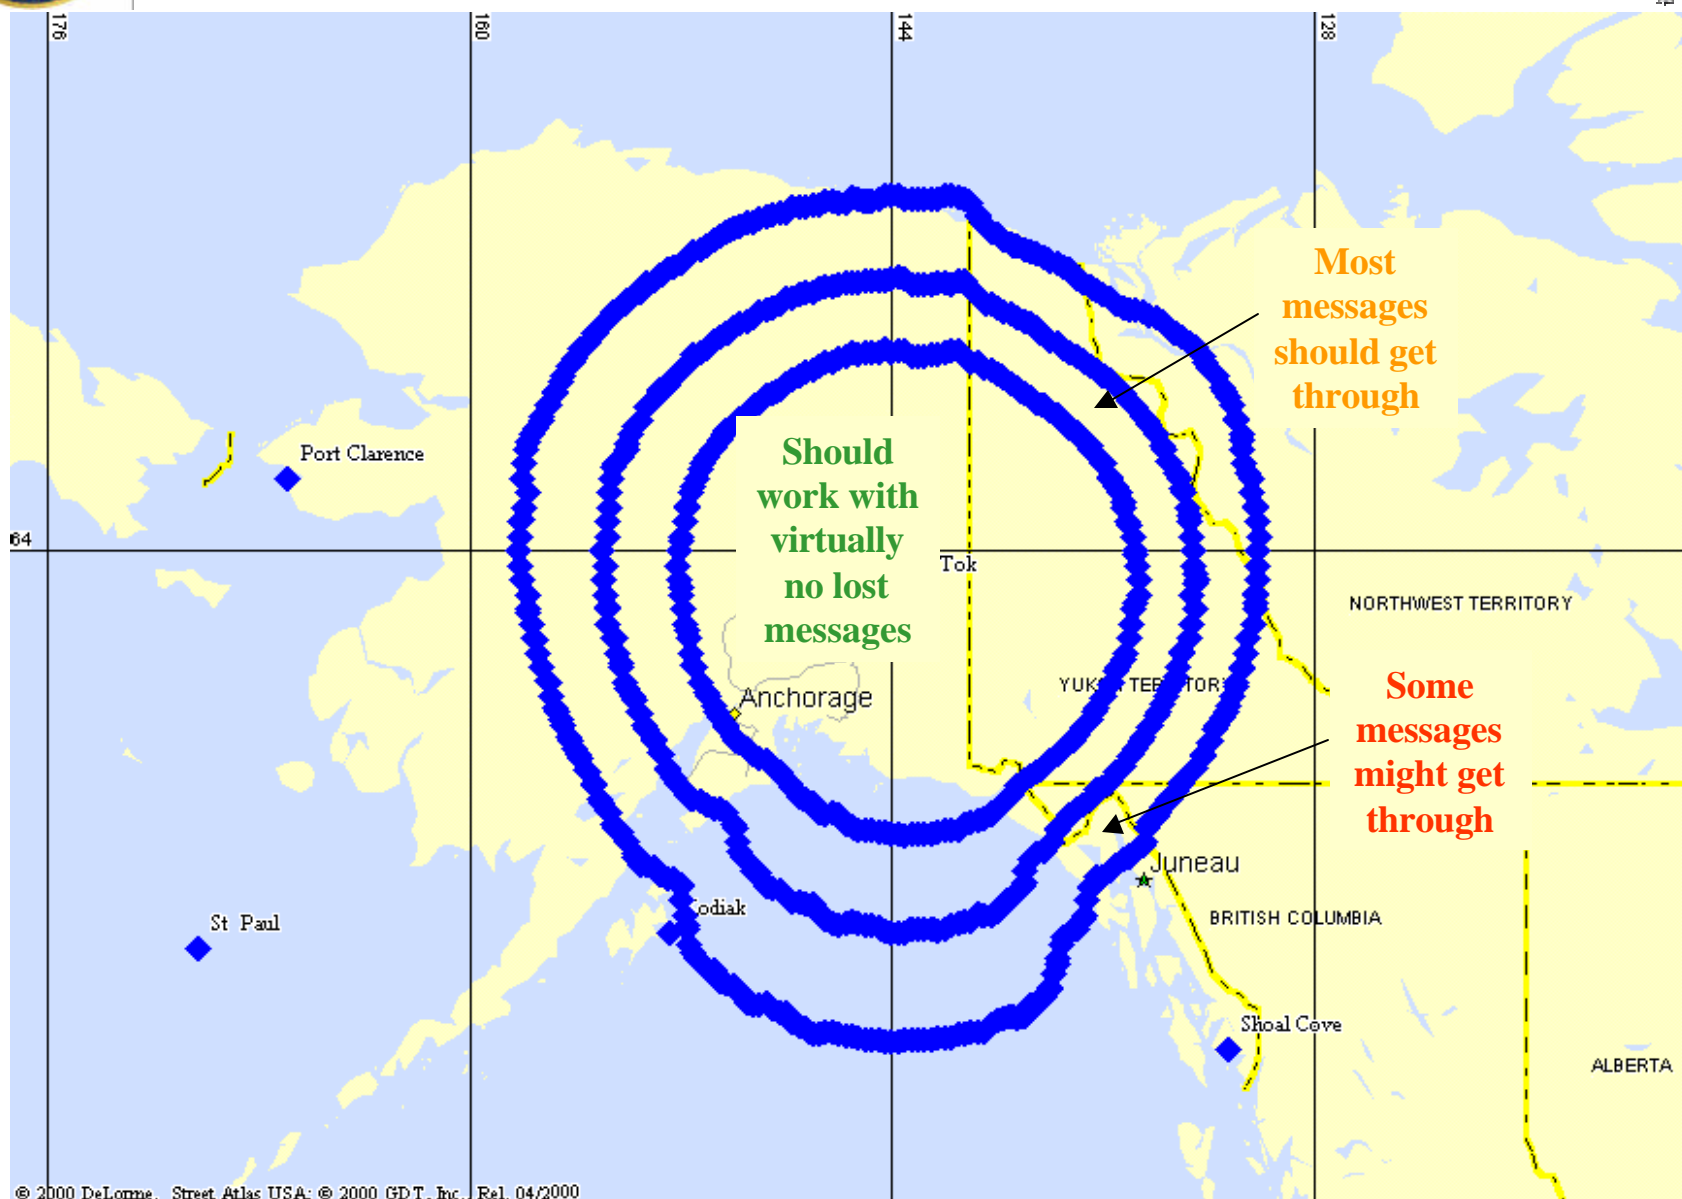 176
160
144
128
Most
messages
should get
through
Port Clarence
Should
work with
virtually
no lost
messages
64
Tok
NORTHWEST TERRITORY
YUK TERTORY
Anchorage
Some
messages
might get
through
Juneau
odiak
St Paul
BRITISH COLUMBIA
Shoal Cove
ALBERTA
© 2000 DeLorme. Street Atlas USA; © 2000 GDT, Inc., Rel. 04/2000